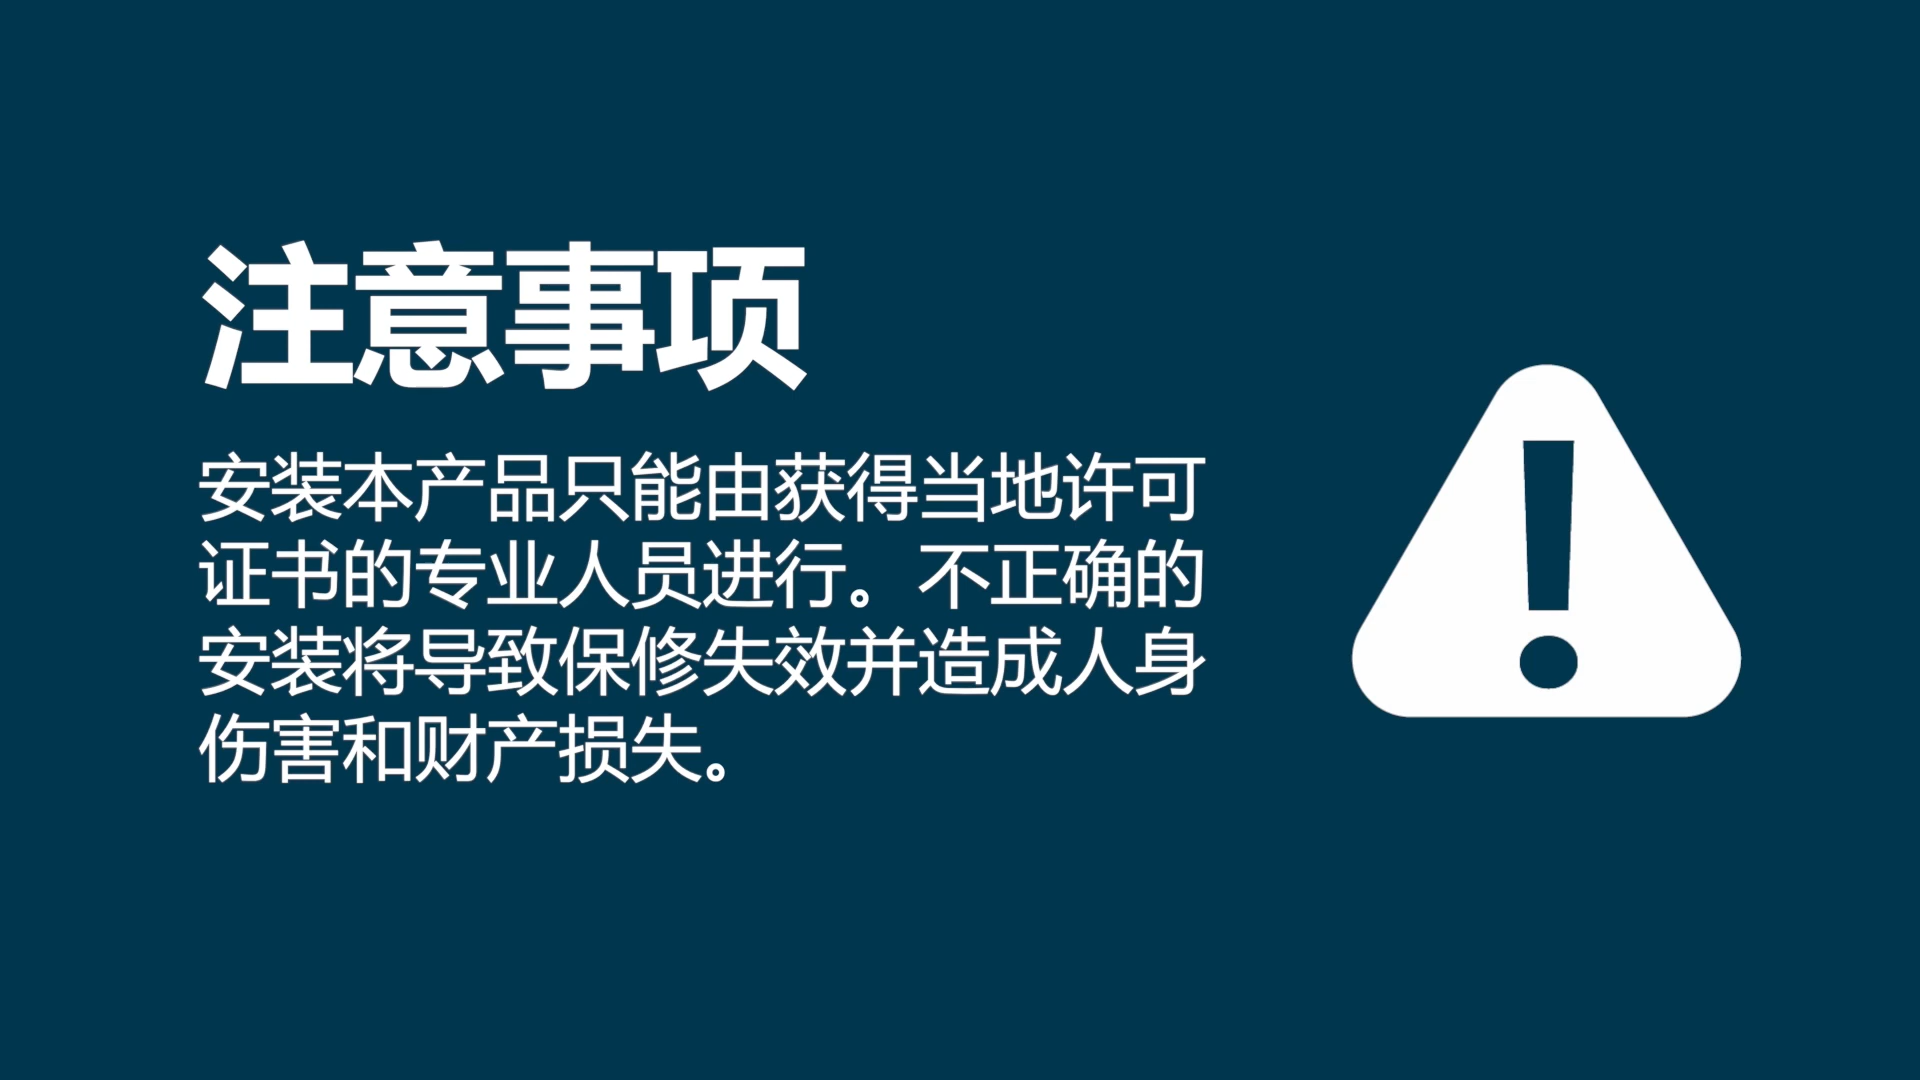 注意事项
安装本产品只能由获得当地许可
证书的专业人员进行。不正确的
安装将导致保修失效并造成人身
伤害和财产损失。